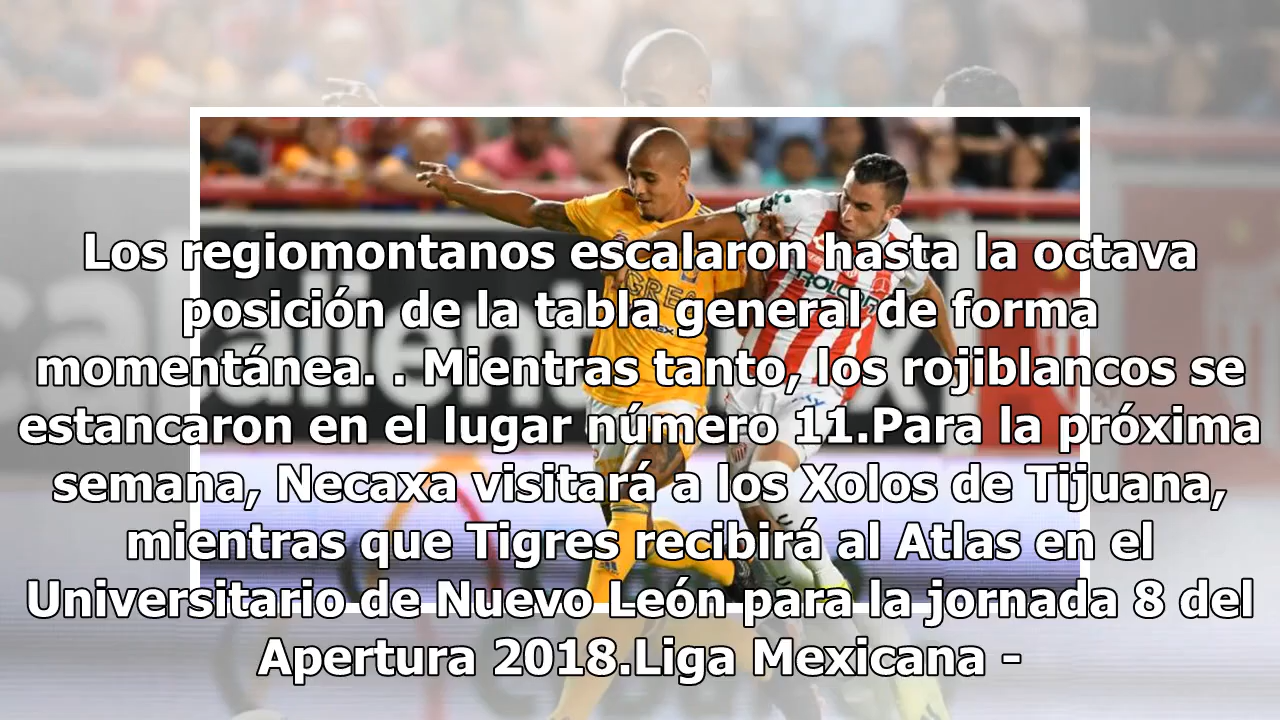 Los regiomontanos escalaron hasta la octava
posición de la tabla general de forma
momentánea. . Mientras tanto, los rojiblancos se
estancaron en el lugar número 11.Para la próxima
semana, Necaxa visitará a los Xolos de Tijuana,
mientras que Tigres recibirá al Atlas en el
Universitario de Nuevo León para la jornada 8 del
Apertura 2018.Liga Mexicana -
TIGRES